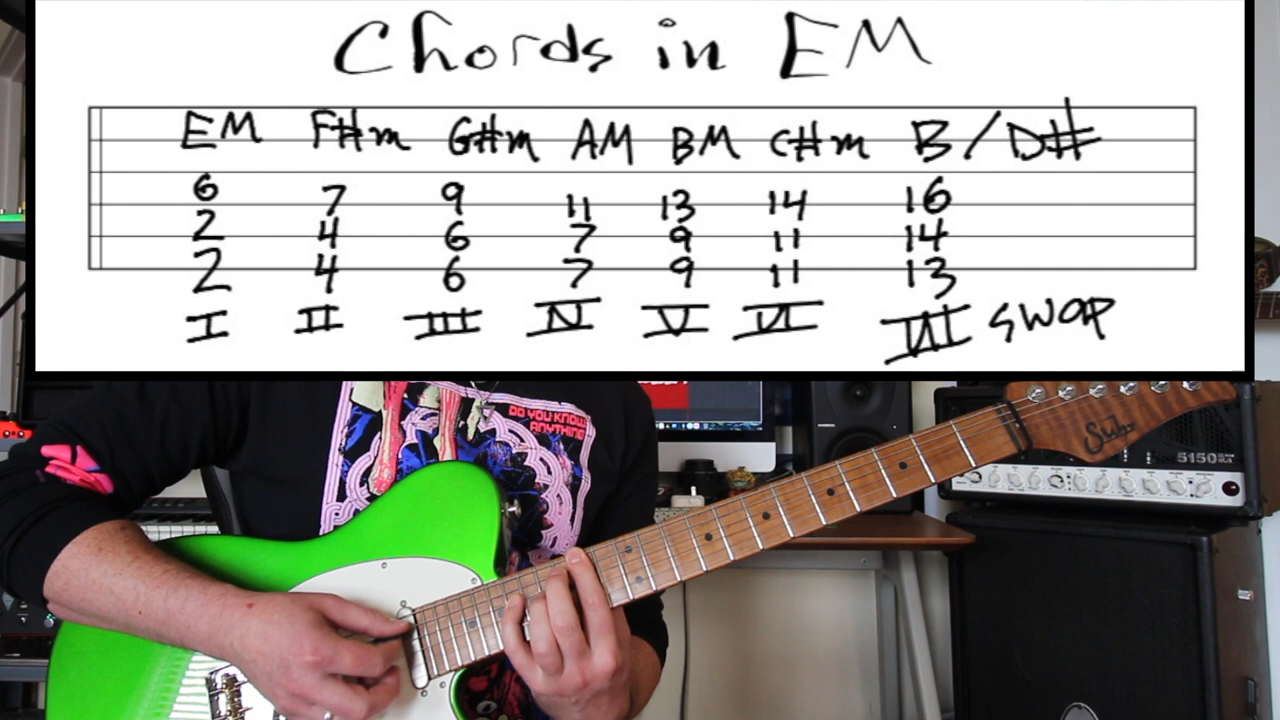 Chords in EM
EM F#m G#m AM BM C#m B/D#
6 7 9 11 13 14 16
2 4 6 7 9 11 14
2 4 6 7 9 11 13
I II III IV V VI VII SWAP
DO YOU KNOW
ANYTHING
Suhr
5150